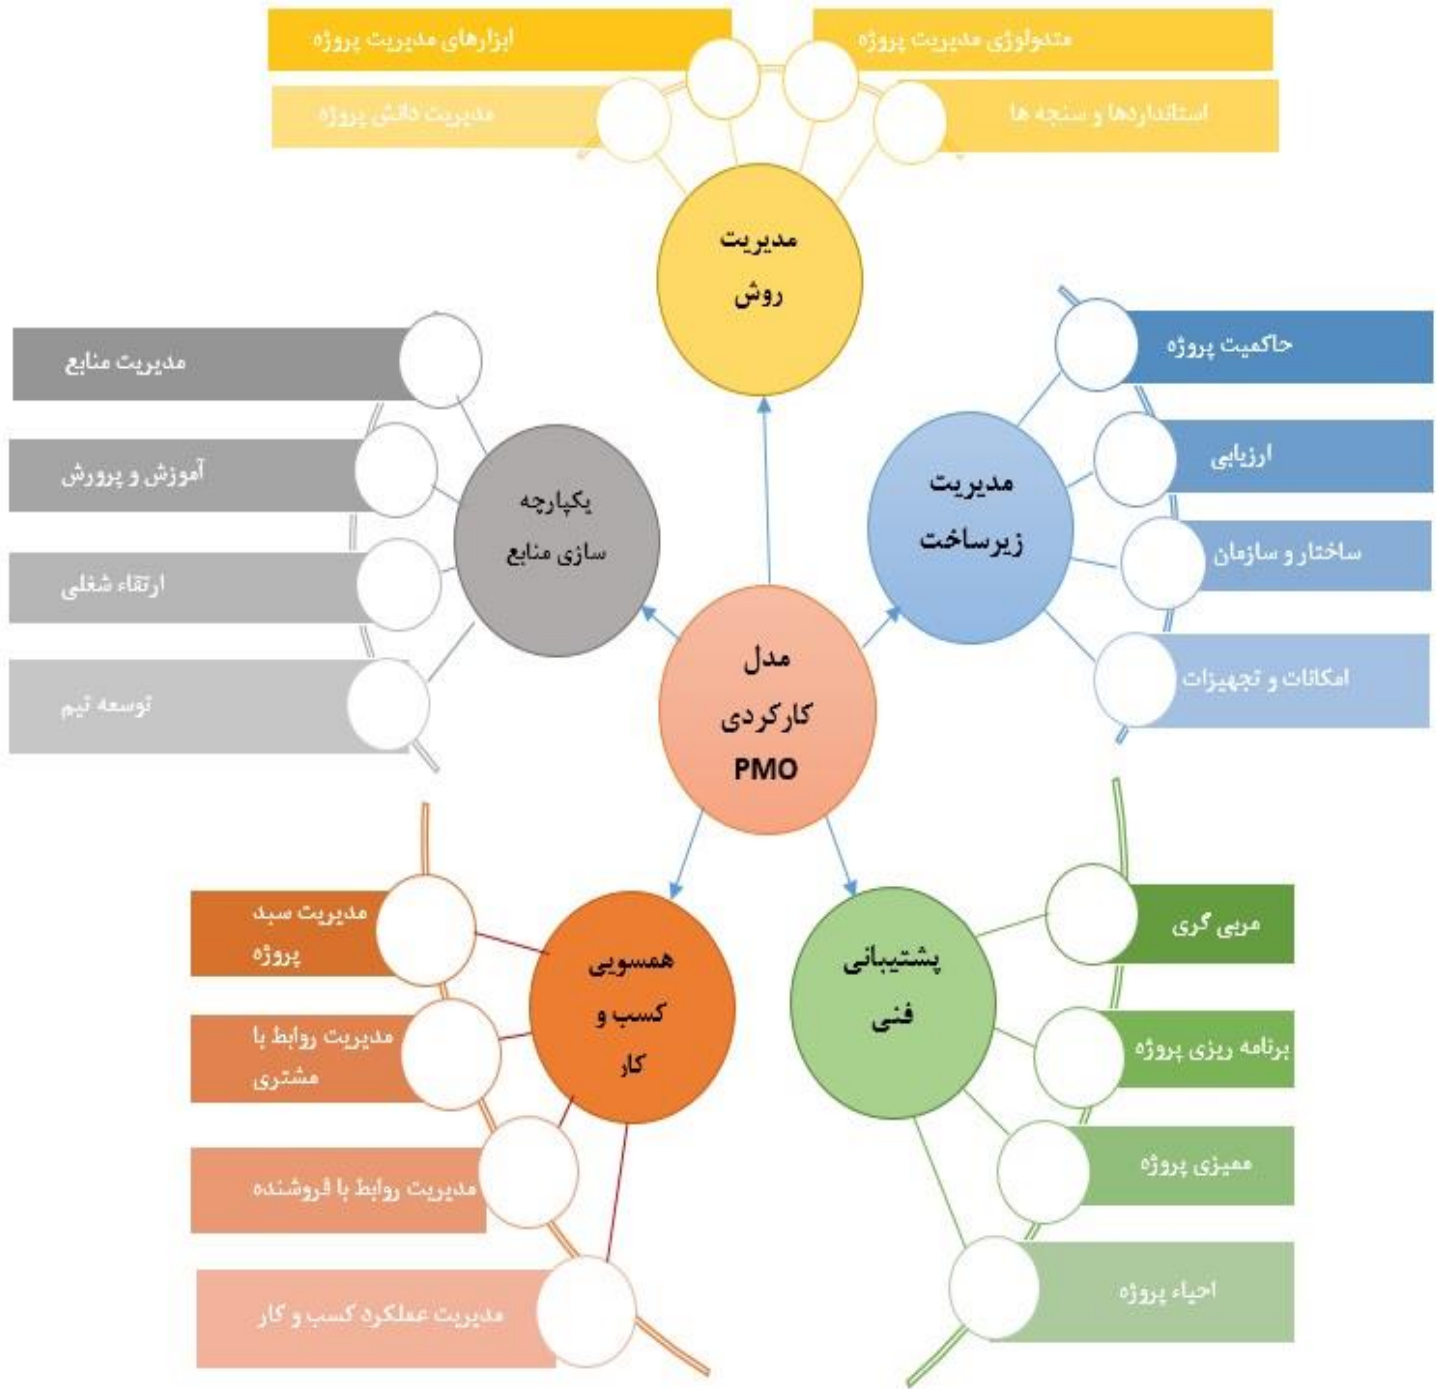 متدولوژی مدیریت پروژه
ابزارهای مدیریت پروژه
استانداردها و سنجه ها
مدیریت دانش پروژه
مدیریت
روش
حاکمیت پروژه
ارزیابی
ساختار و سازمان
امکانات و تجهیزات
مدیریت
زیرساخت
مدیریت منابع
آموزش و پرورش
ارتقاء شغلی
توسعه تیم
یکپارچه
سازی منابع
مدل
کارکردی
PMO
مربی گری
برنامه ریزی پروژه
ممیزی پروژه
احیاء پروژه
پشتیبانی
فنی
همسویی
کسب و
کار
مدیریت سبد
پروژه
مدیریت روابط با
مشتری
مدیریت روابط با فروشنده
مدیریت عملکرد کسب و کار